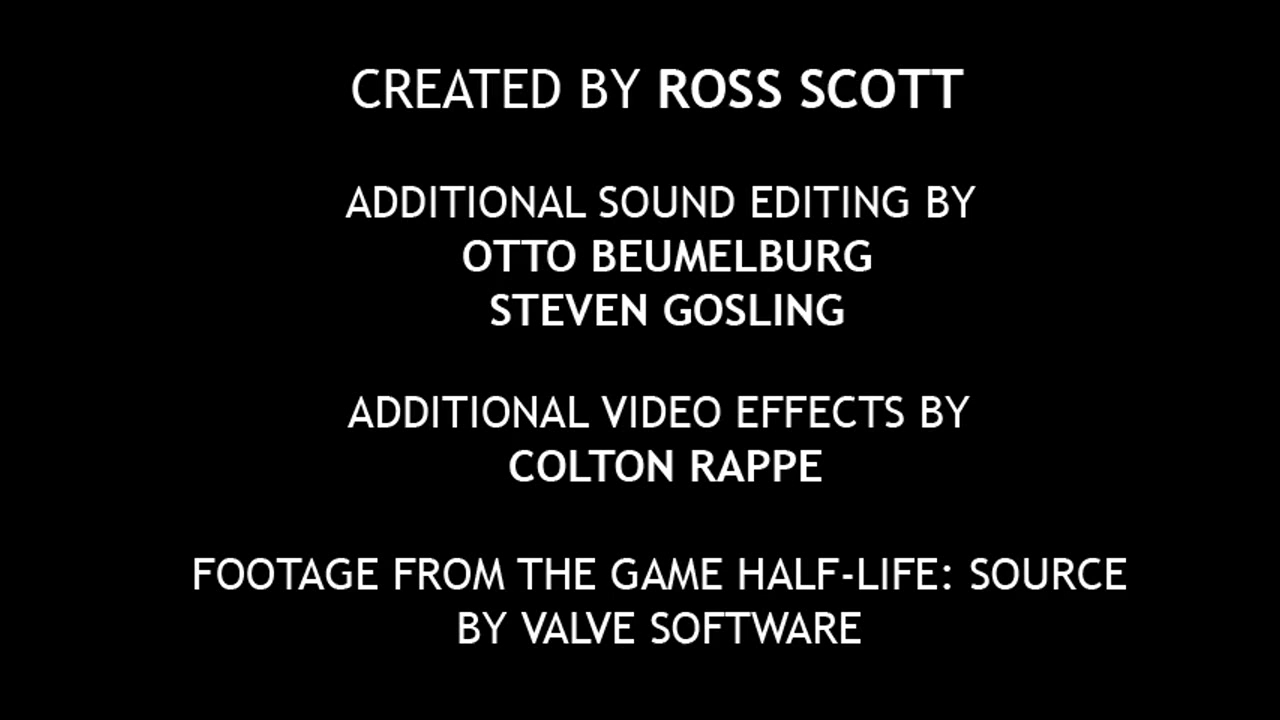 CREATED BY ROSS SCOTT
ADDITIONAL SOUND EDITING BY
OTTO BEUMELBURG
STEVEN GOSLING
ADDITIONAL VIDEO EFFECTS BY
COLTON RAPPE
FOOTAGE FROM THE GAME HALF-LIFE: SOURCE
BY VALVE SOFTWARE